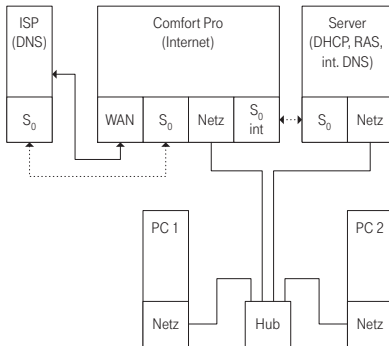 ISP
(DNS)
Comfort Pro
(Internet)
Server
(DHCP, RAS,
int. DNS)
S₀
WAN
S₀
Netz
S₀
int
S₀
Netz
PC 1
PC 2
Netz
Hub
Netz